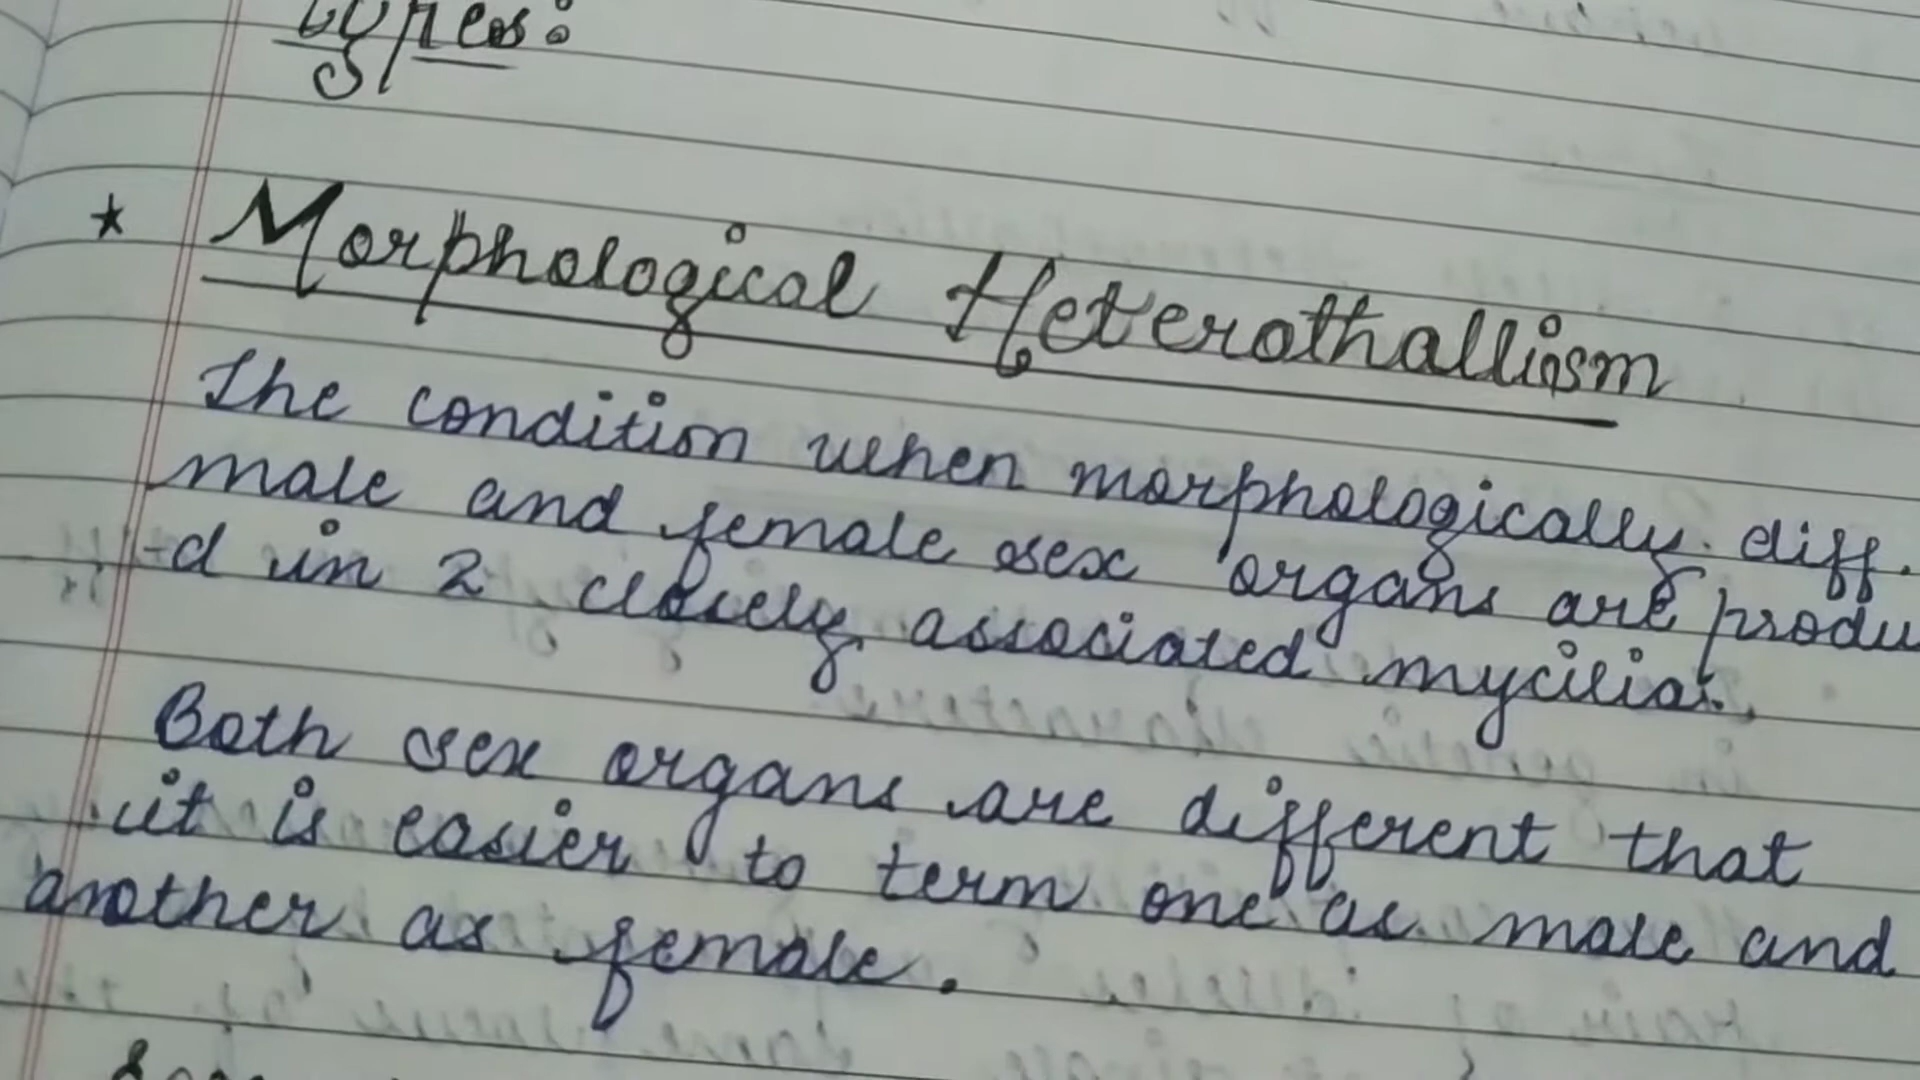 types:
* Morphological Heterothallism
The condition when morphologically diff.
male and female sex organs are produ
-d in 2 closely associated mycilia.
Both sex organs are different that
it is easier to term one as male and
another as female.